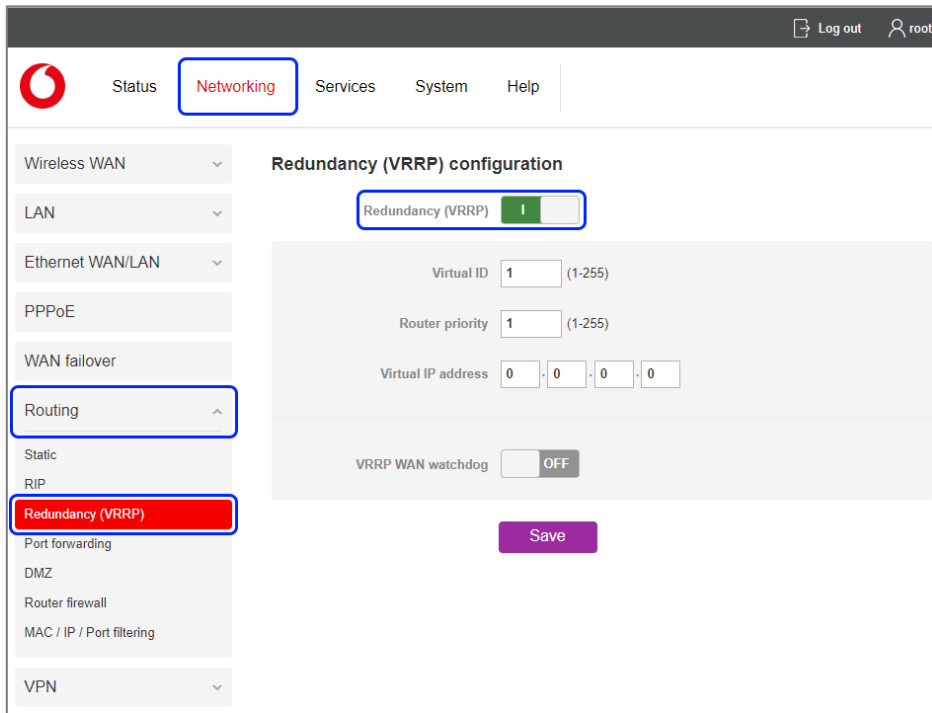 Log out root
Status Networking Services System Help
Wireless WAN
LAN
Ethernet WAN/LAN
PPPoE
WAN failover
Routing
Static
RIP
Redundancy (VRRP)
Port forwarding
DMZ
Router firewall
MAC / IP / Port filtering
VPN
Redundancy (VRRP) configuration
Redundancy (VRRP) I
Virtual ID 1 (1-255)
Router priority 1 (1-255)
Virtual IP address 0 . 0 . 0 . 0
VRRP WAN watchdog OFF
Save